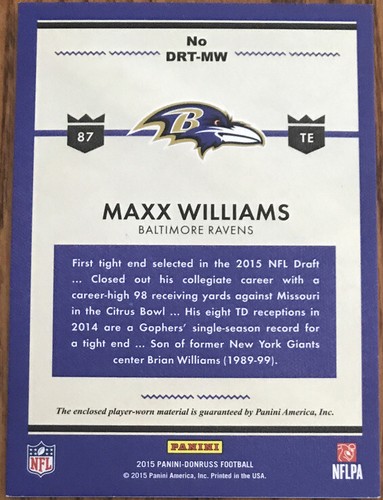 No
DRT-MW
87
B
TE
MAXX WILLIAMS
BALTIMORE RAVENS
First tight end selected in the 2015 NFL Draft
... Closed out his collegiate career with a
career-high 98 receiving yards against Missouri
in the Citrus Bowl ... His eight TD receptions in
2014 are a Gophers' single-season record for
a tight end ... Son of former New York Giants
center Brian Williams (1989-99).
The enclosed player-worn material is guaranteed by Panini America, Inc.
NFL
PANINI
NFLPA
2015 PANINI-DONRUSS FOOTBALL
© 2015 Panini America, Inc. Printed in the USA.